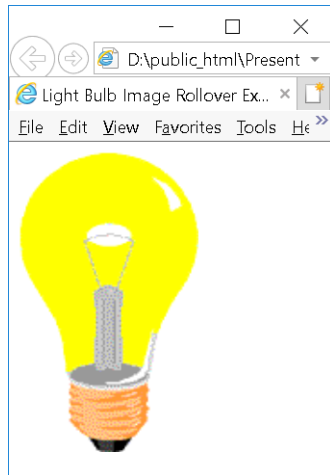 D:\public_html\Present
Light Bulb Image Rollover Ex...
File Edit View Favorites Tools He